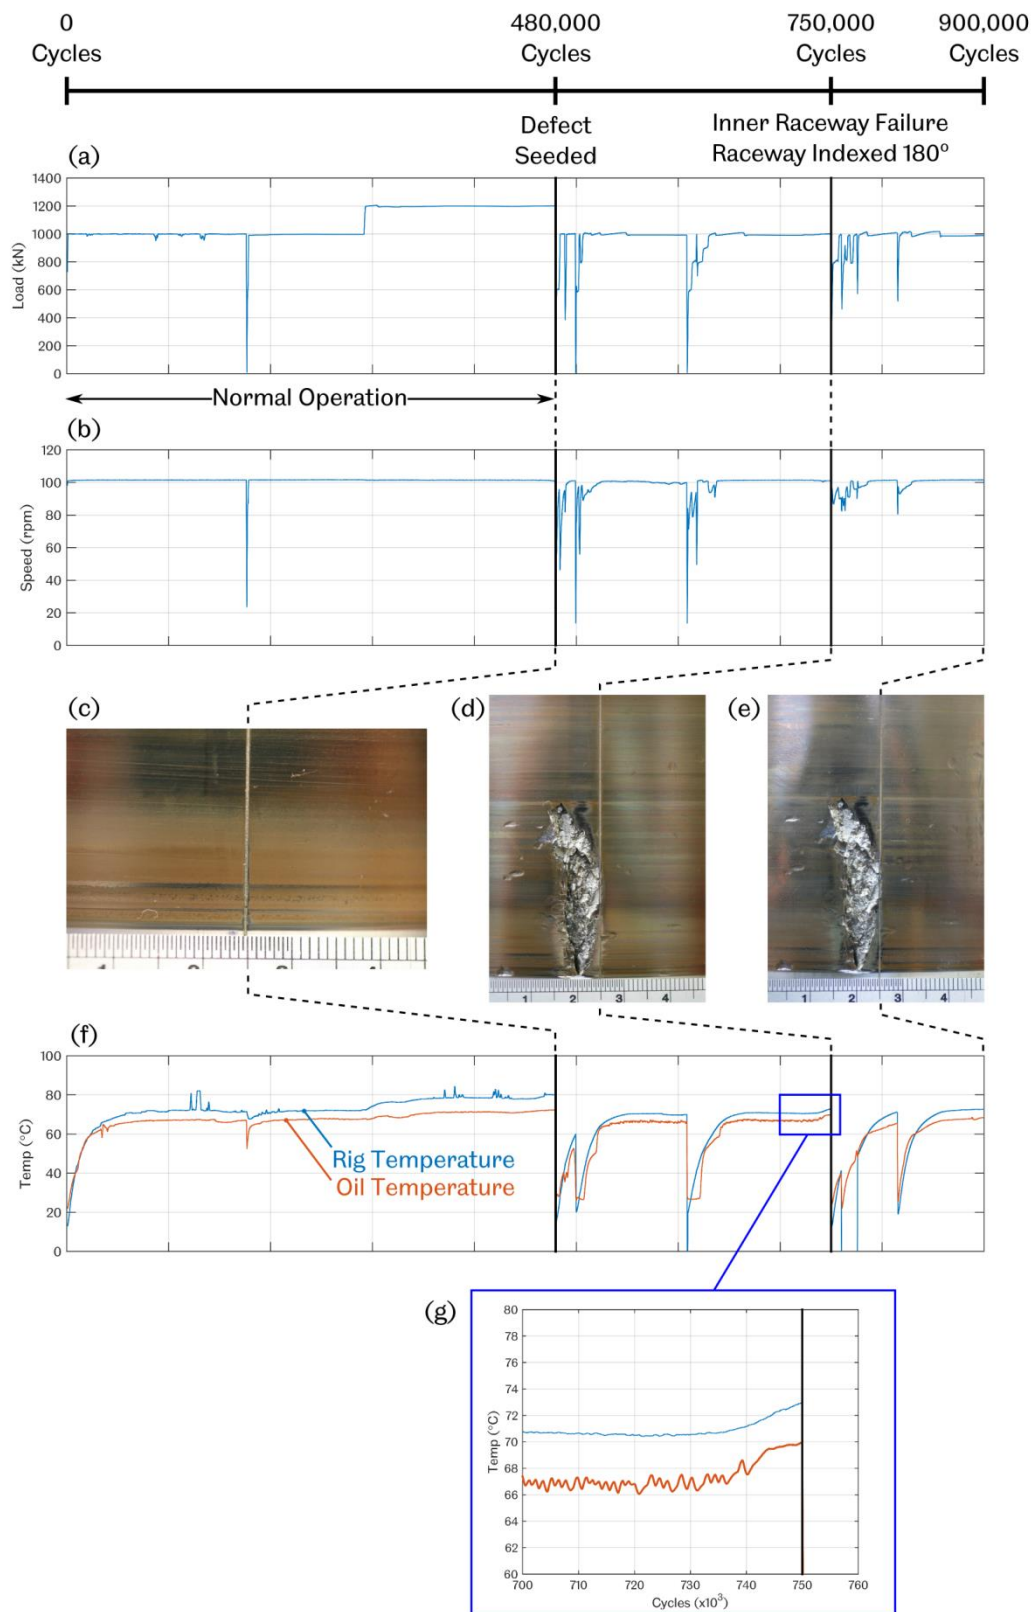 0 480,000 750,000 900,000
Cycles Cycles Cycles Cycles
Defect Inner Raceway Failure
Seeded Raceway Indexed 180°
(a)
1400
1200
1000
800
600
400
200
0
Load (kN)
Normal Operation
(b)
120
100
80
60
40
20
0
Speed (rpm)
(c)
(d)
1 2 3 4
(e)
1 2 3 4
(f)
100
80
60
40
20
0
Temp (°C)
Rig Temperature
Oil Temperature
(g)
80
78
76
74
72
70
68
66
64
62
60
Temp (°C)
700 710 720 730 740 750 760
Cycles (x10³)